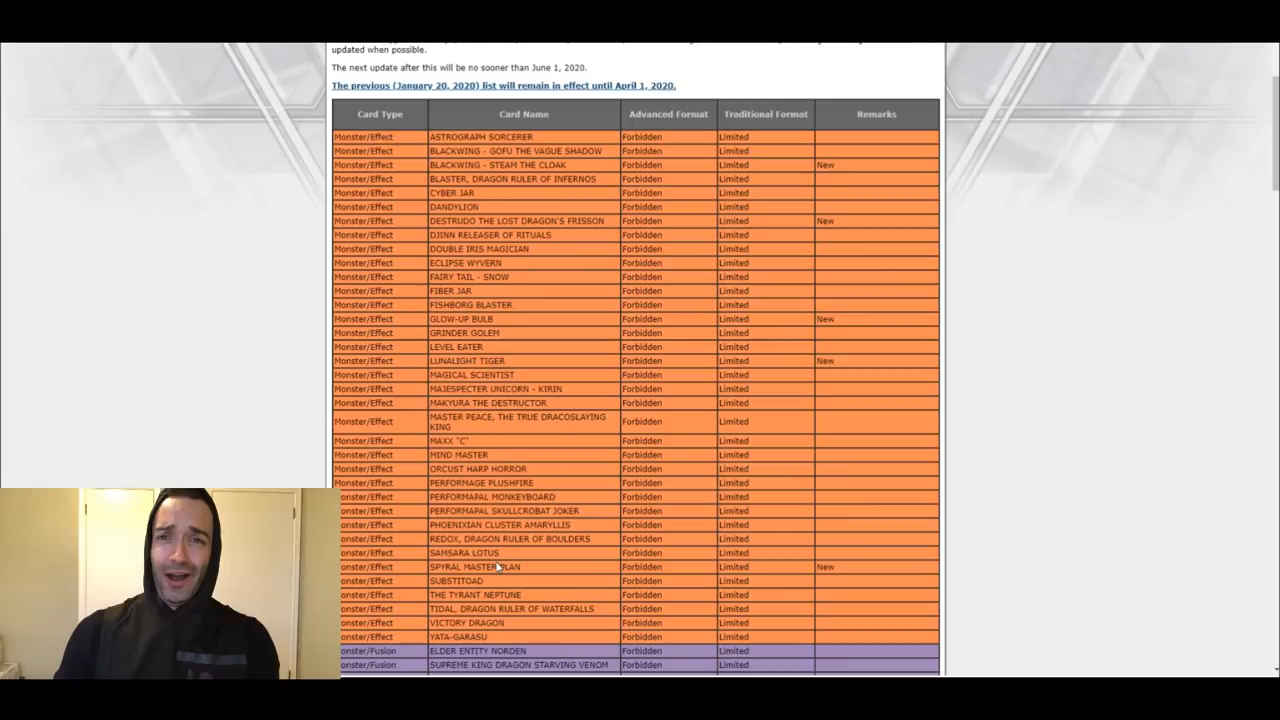 updated when possible.
The next update after this will be no sooner than June 1, 2020.
The previous (January 20, 2020) list will remain in effect until April 1, 2020.
Card Type Card Name Advanced Format Traditional Format Remarks
Monster/Effect ASTROGRAPH SORCERER Forbidden Limited
Monster/Effect BLACKWING - GOFU THE VAGUE SHADOW Forbidden Limited
Monster/Effect BLACKWING - STEAM THE CLOAK Forbidden Limited New
Monster/Effect BLASTER, DRAGON RULER OF INFERNOS Forbidden Limited
Monster/Effect CYBER JAR Forbidden Limited
Monster/Effect DANDYLION Forbidden Limited
Monster/Effect DESTRUDO THE LOST DRAGON'S FRISSON Forbidden Limited New
Monster/Effect DJINN RELEASER OF RITUALS Forbidden Limited
Monster/Effect DOUBLE IRIS MAGICIAN Forbidden Limited
Monster/Effect ECLIPSE WYVERN Forbidden Limited
Monster/Effect FAIRY TAIL - SNOW Forbidden Limited
Monster/Effect FIBER JAR Forbidden Limited
Monster/Effect FISHBORG BLASTER Forbidden Limited
Monster/Effect GLOW-UP BULB Forbidden Limited New
Monster/Effect GRINDER GOLEM Forbidden Limited
Monster/Effect LEVEL EATER Forbidden Limited
Monster/Effect LUNALIGHT TIGER Forbidden Limited New
Monster/Effect MAGICAL SCIENTIST Forbidden Limited
Monster/Effect MAJESPECTER UNICORN - KIRIN Forbidden Limited
Monster/Effect MAKYURA THE DESTRUCTOR Forbidden Limited
Monster/Effect MASTER PEACE, THE TRUE DRACOSLAYING Forbidden Limited
KING
Monster/Effect MAXX "C" Forbidden Limited
Monster/Effect MIND MASTER Forbidden Limited
Monster/Effect ORCUST HARP HORROR Forbidden Limited
Monster/Effect PERFORMAGE PLUSHFIRE Forbidden Limited
onster/Effect PERFORMAPAL MONKEYBOARD Forbidden Limited
onster/Effect PERFORMAPAL SKULLCROBAT JOKER Forbidden Limited
onster/Effect PHOENIXIAN CLUSTER AMARYLLIS Forbidden Limited
onster/Effect REDOX, DRAGON RULER OF BOULDERS Forbidden Limited
onster/Effect SAMSARA LOTUS Forbidden Limited
onster/Effect SPYRAL MASTER PLAN Forbidden Limited New
onster/Effect SUBSTITOAD Forbidden Limited
onster/Effect THE TYRANT NEPTUNE Forbidden Limited
onster/Effect TIDAL, DRAGON RULER OF WATERFALLS Forbidden Limited
onster/Effect VICTORY DRAGON Forbidden Limited
onster/Effect YATA-GARASU Forbidden Limited
onster/Fusion ELDER ENTITY NORDEN Forbidden Limited
onster/Fusion SUPREME KING DRAGON STARVING VENOM Forbidden Limited